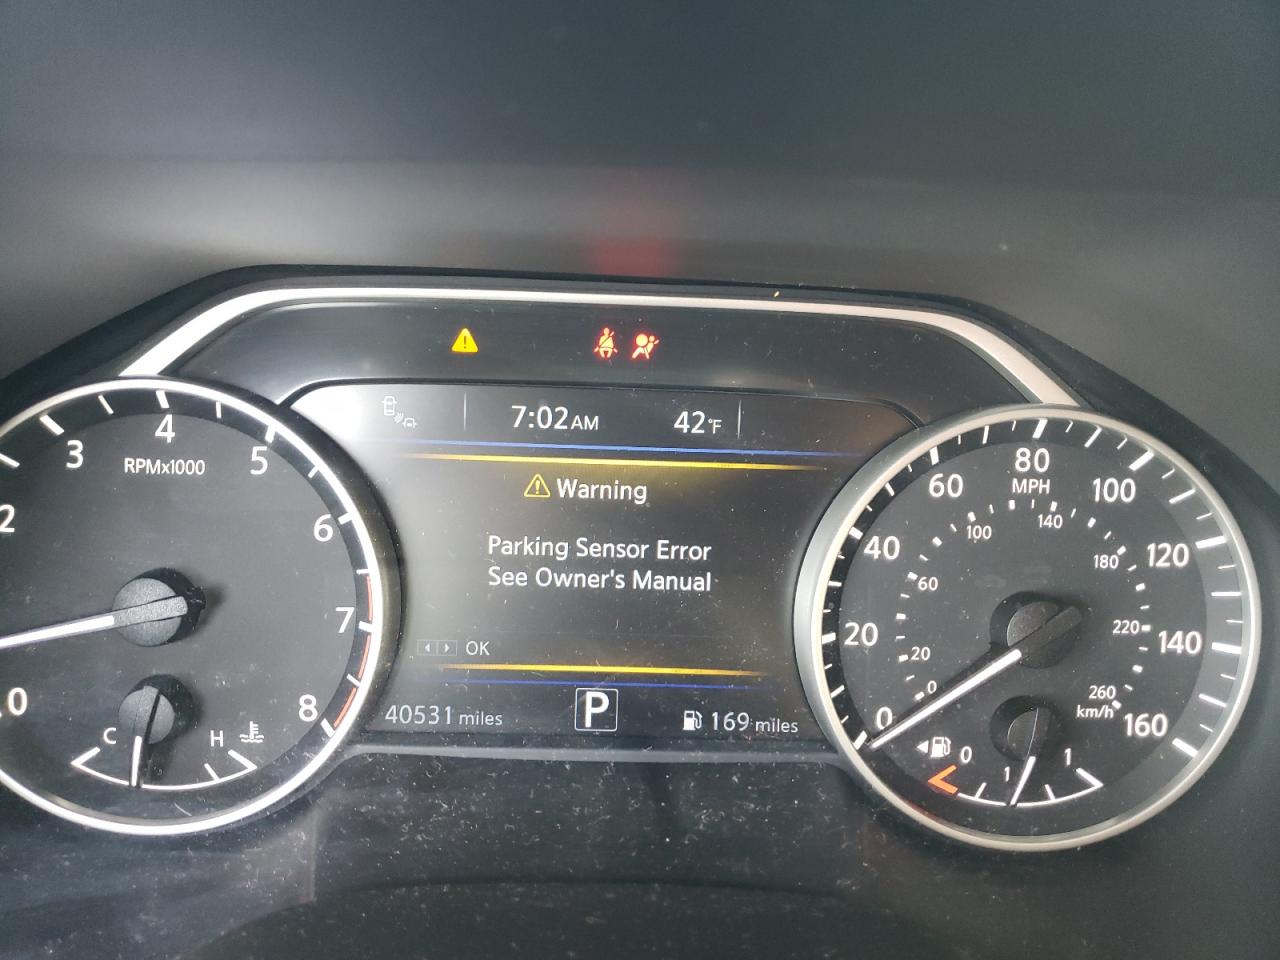 7:02 AM 42°F
Warning
Parking Sensor Error
See Owner's Manual
OK
40531 miles P 169 miles
0 2 3 4 5 6 7 8
RPMx1000
C H
0 20 40 60 80 100 120 140 160
MPH
0 20 60 100 140 180 220 260
km/h
0 1 1